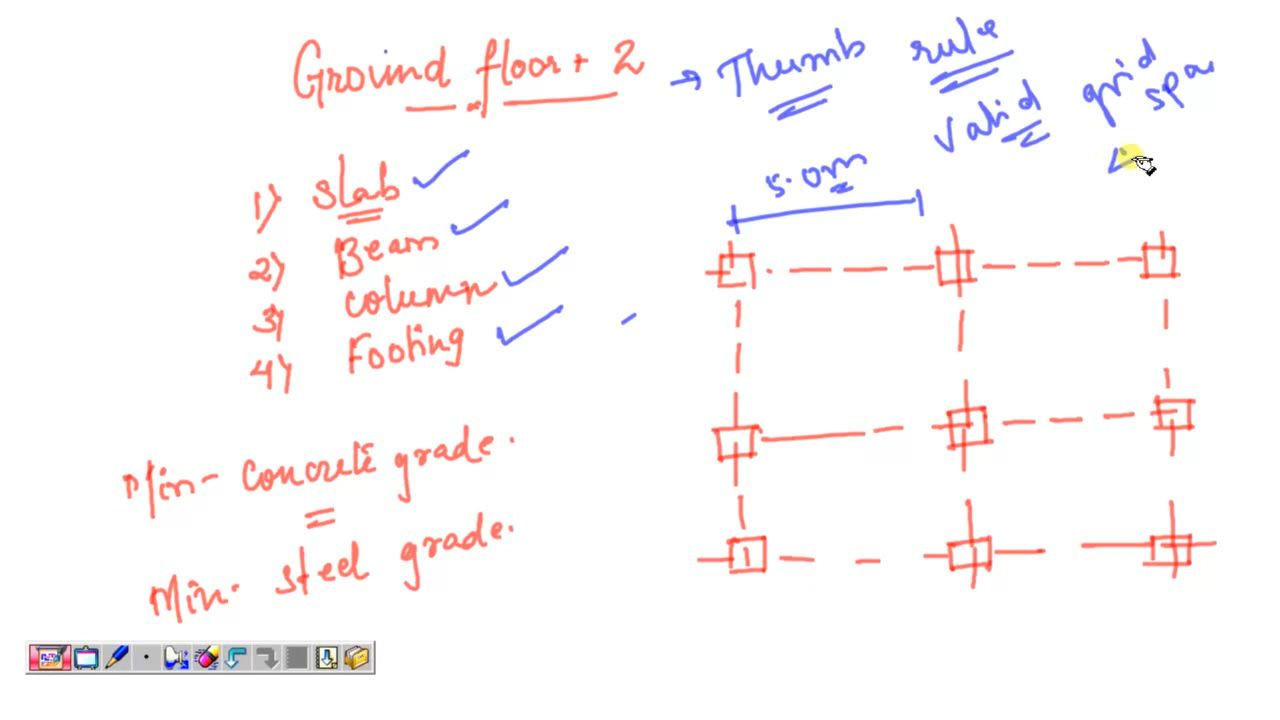 Ground floor + 2 → Thumb rule
Valid grid
span
<
5.0m
1) Slab ✓
2) Beam ✓
3) Column ✓
4) Footing ✓
Min- concrete grade.
Min- steel grade.